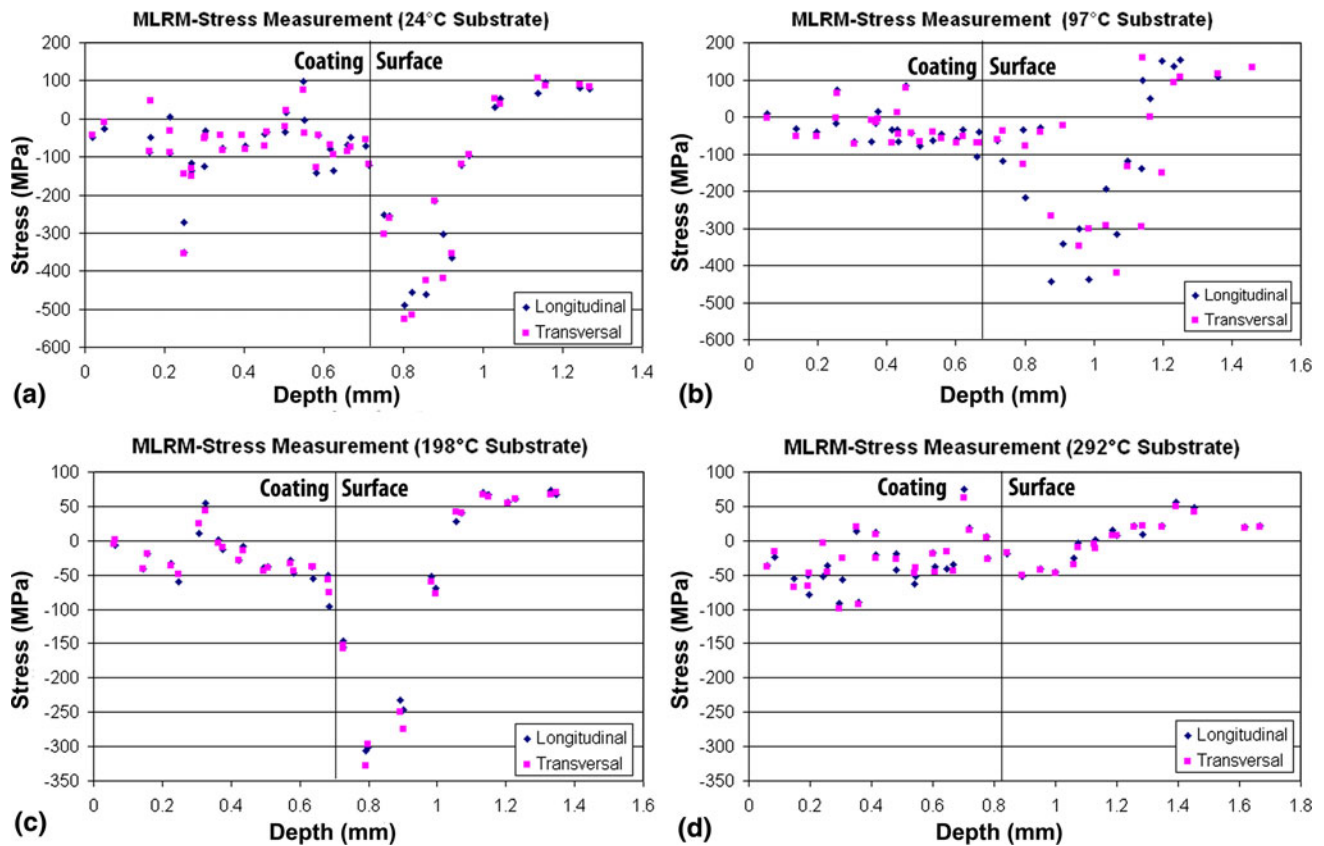 MLRM-Stress Measurement (24°C Substrate)
200
100
0
-100
-200
-300
-400
-500
-600
Stress (MPa)
Coating
Surface
Longitudinal
Transversal
0 0.2 0.4 0.6 0.8 1 1.2 1.4
Depth (mm)
(a)
MLRM-Stress Measurement (97°C Substrate)
200
100
0
-100
-200
-300
-400
-500
-600
Stress (MPa)
Coating
Surface
Longitudinal
Transversal
0 0.2 0.4 0.6 0.8 1 1.2 1.4 1.6
Depth (mm)
(b)
MLRM-Stress Measurement (198°C Substrate)
100
50
0
-50
-100
-150
-200
-250
-300
-350
Stress (MPa)
Coating
Surface
Longitudinal
Transversal
0 0.2 0.4 0.6 0.8 1 1.2 1.4 1.6
Depth (mm)
(c)
MLRM-Stress Measurement (292°C Substrate)
100
50
0
-50
-100
-150
-200
-250
-300
-350
Stress (MPa)
Coating
Surface
Longitudinal
Transversal
0 0.2 0.4 0.6 0.8 1 1.2 1.4 1.6 1.8
Depth (mm)
(d)